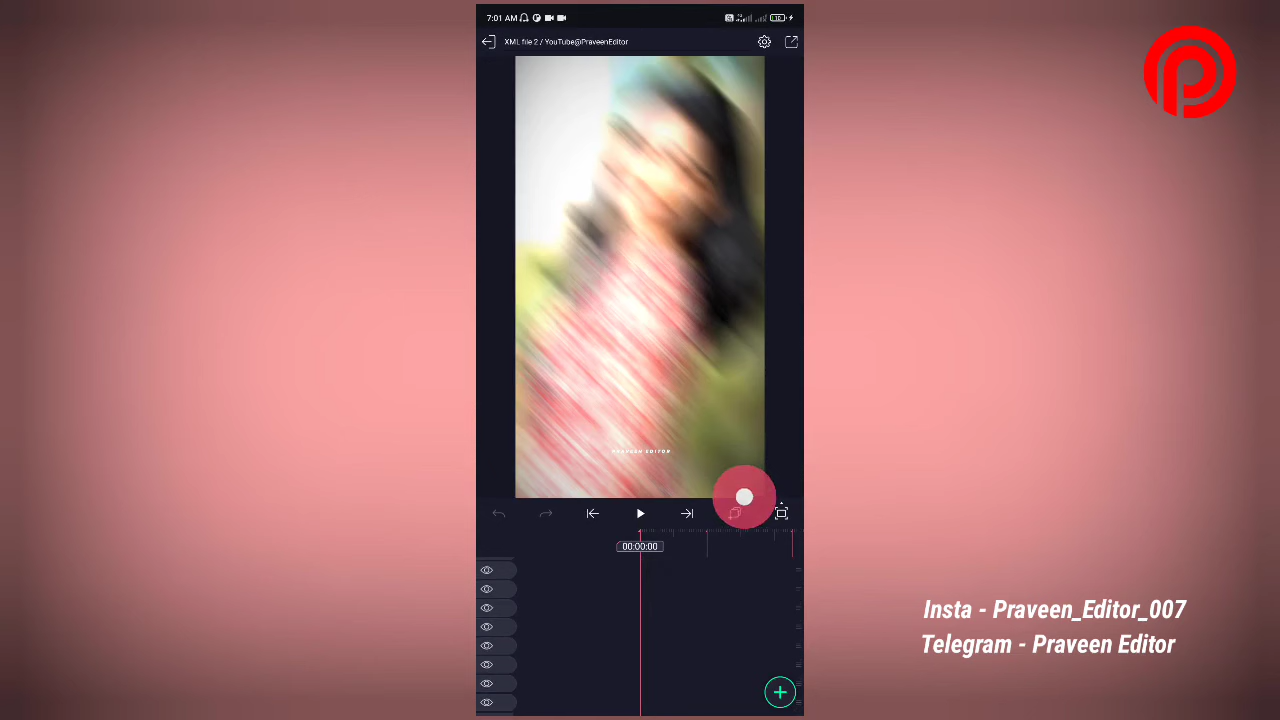 7:01 AM
XML file 2 / YouTube@PraveenEditor
PRAVEEN EDITOR
00:00:00
Insta - Praveen_Editor_007
Telegram - Praveen Editor